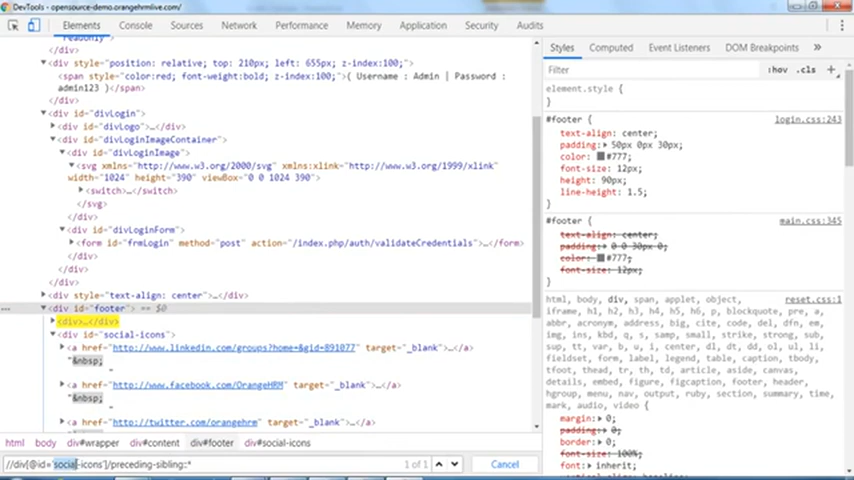 DevTools - opensource-demo.orangehrmlive.com/
Elements Console Sources Network Performance Memory Application Security Audits
readonly">
</div>
<div style="position: relative; top: 210px; left: 655px; z-index:100;">
<span style="color:red; font-weight:bold; z-index:100;">( Username : Admin | Password :
admin123 )</span>
</div>
<div id="divLogin">
<div id="divLogo">…</div>
<div id="divLoginImageContainer">
<div id="divLoginImage">
<svg xmlns="http://www.w3.org/2000/svg" xmlns:xlink="http://www.w3.org/1999/xlink"
width="1024" height="390" viewBox="0 0 1024 390">
<switch>…</switch>
</svg>
</div>
<div id="divLoginForm">
<form id="frmLogin" method="post" action="/index.php/auth/validateCredentials">…</form>
</div>
</div>
</div>
<div style="text-align: center">…</div>
… <div id="footer"> == $0
<div>…</div>
<div id="social-icons">
<a href="http://www.linkedin.com/groups?home=&gid=891077" target="_blank">…</a>
"&nbsp;
"
<a href="http://www.facebook.com/OrangeHRM" target="_blank">…</a>
"&nbsp;
"
<a href="http://twitter.com/orangehrm" target="_blank">…</a>
html body div#wrapper div#content div#footer div#social-icons
//div[@id='social-icons']/preceding-sibling::* 1 of 1 Cancel
Styles Computed Event Listeners DOM Breakpoints »
Filter :hov .cls +
element.style {
}
#footer { login.css:243
text-align: center;
padding: 50px 0px 30px;
color: #777;
font-size: 12px;
height: 90px;
line-height: 1.5;
}
#footer { main.css:345
text-align: center;
padding: 0 0 30px 0;
color: #777;
font-size: 12px;
}
html, body, div, span, applet, object, reset.css:1
iframe, h1, h2, h3, h4, h5, h6, p, blockquote, pre, a,
abbr, acronym, address, big, cite, code, del, dfn, em,
img, ins, kbd, q, s, samp, small, strike, strong, sub,
sup, tt, var, b, u, i, center, dl, dt, dd, ol, ul, li,
fieldset, form, label, legend, table, caption, tbody,
tfoot, thead, tr, th, td, article, aside, canvas,
details, embed, figure, figcaption, footer, header,
hgroup, menu, nav, output, ruby, section, summary, time,
mark, audio, video {
margin: 0;
padding: 0;
border: 0;
font-size: 100%;
font: inherit;